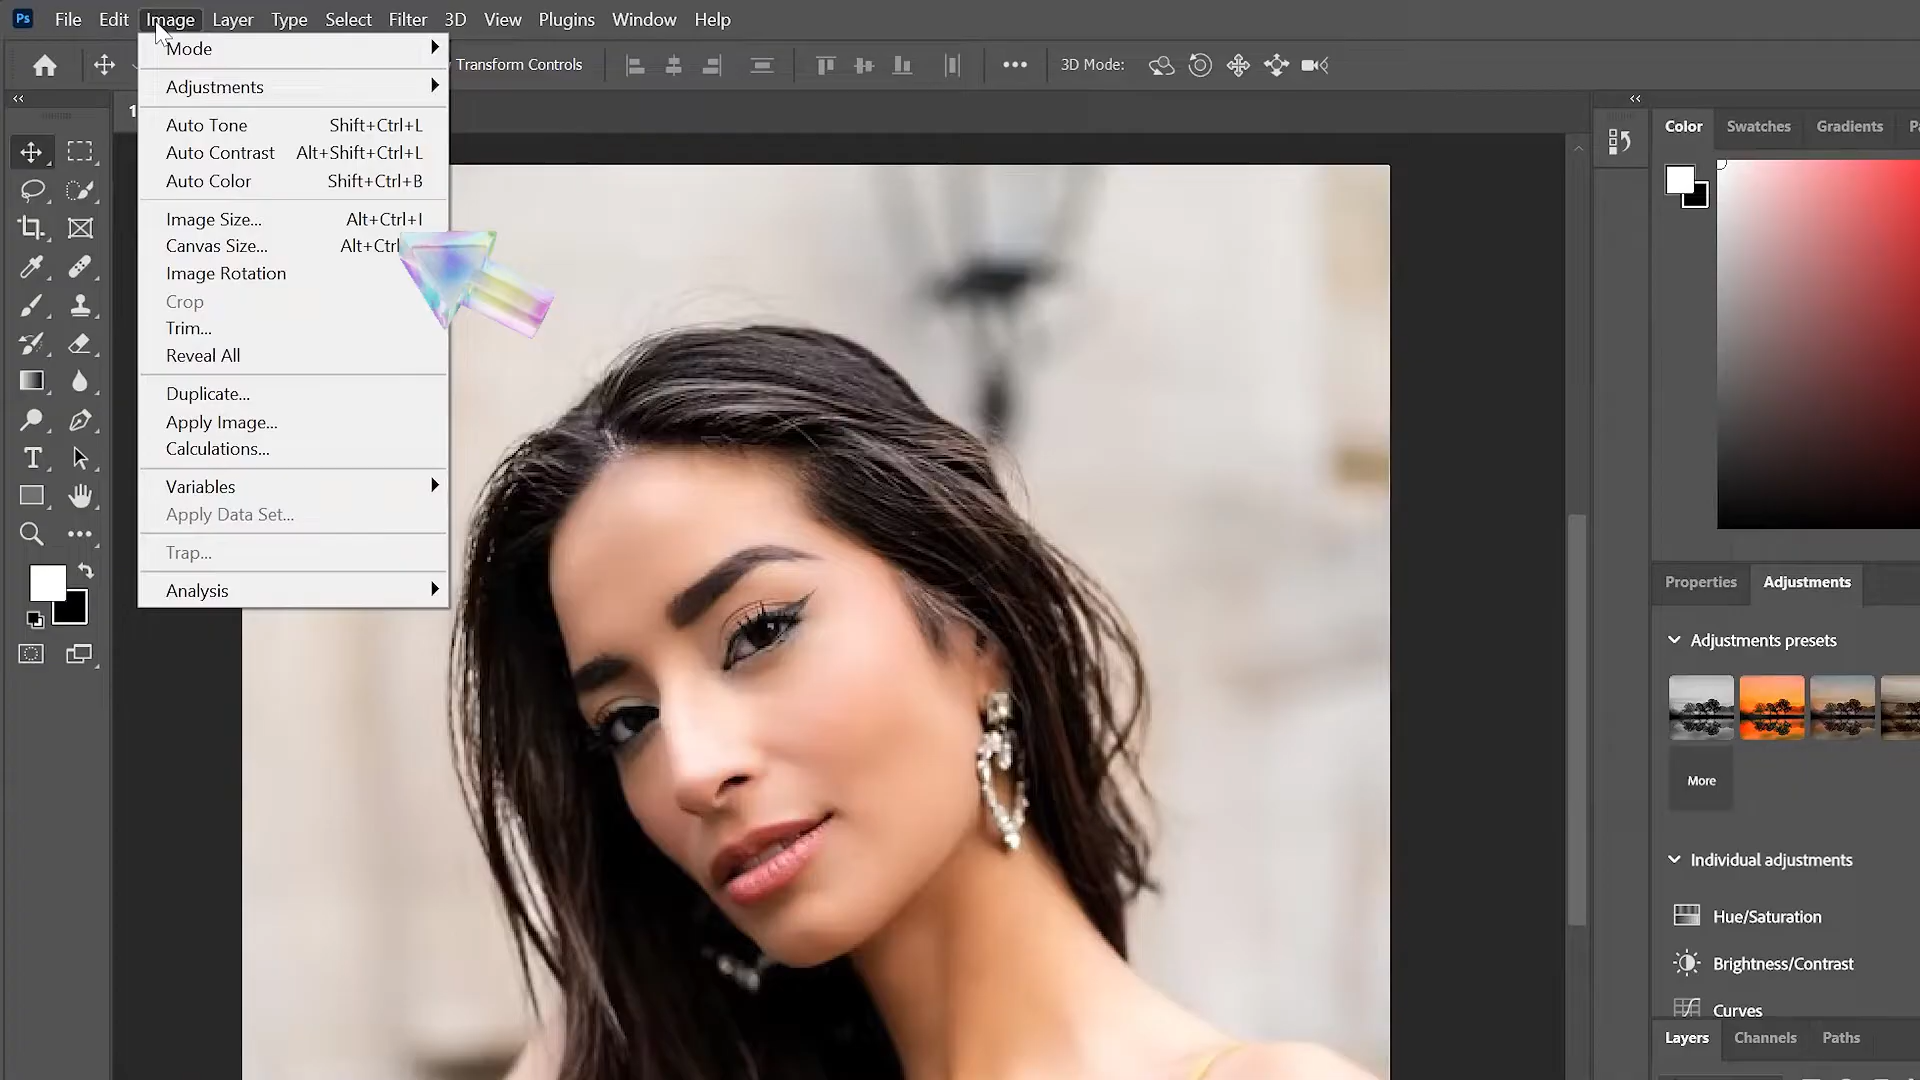 Ps File Edit Image Layer Type Select Filter 3D View Plugins Window Help
Transform Controls 3D Mode:
Mode
Adjustments
Auto Tone Shift+Ctrl+L
Auto Contrast Alt+Shift+Ctrl+L
Auto Color Shift+Ctrl+B
Image Size... Alt+Ctrl+I
Canvas Size... Alt+Ctrl
Image Rotation
Crop
Trim...
Reveal All
Duplicate...
Apply Image...
Calculations...
Variables
Apply Data Set...
Trap...
Analysis
T
Color Swatches Gradients
Properties Adjustments
Adjustments presets
More
Individual adjustments
Hue/Saturation
Brightness/Contrast
Curves
Layers Channels Paths